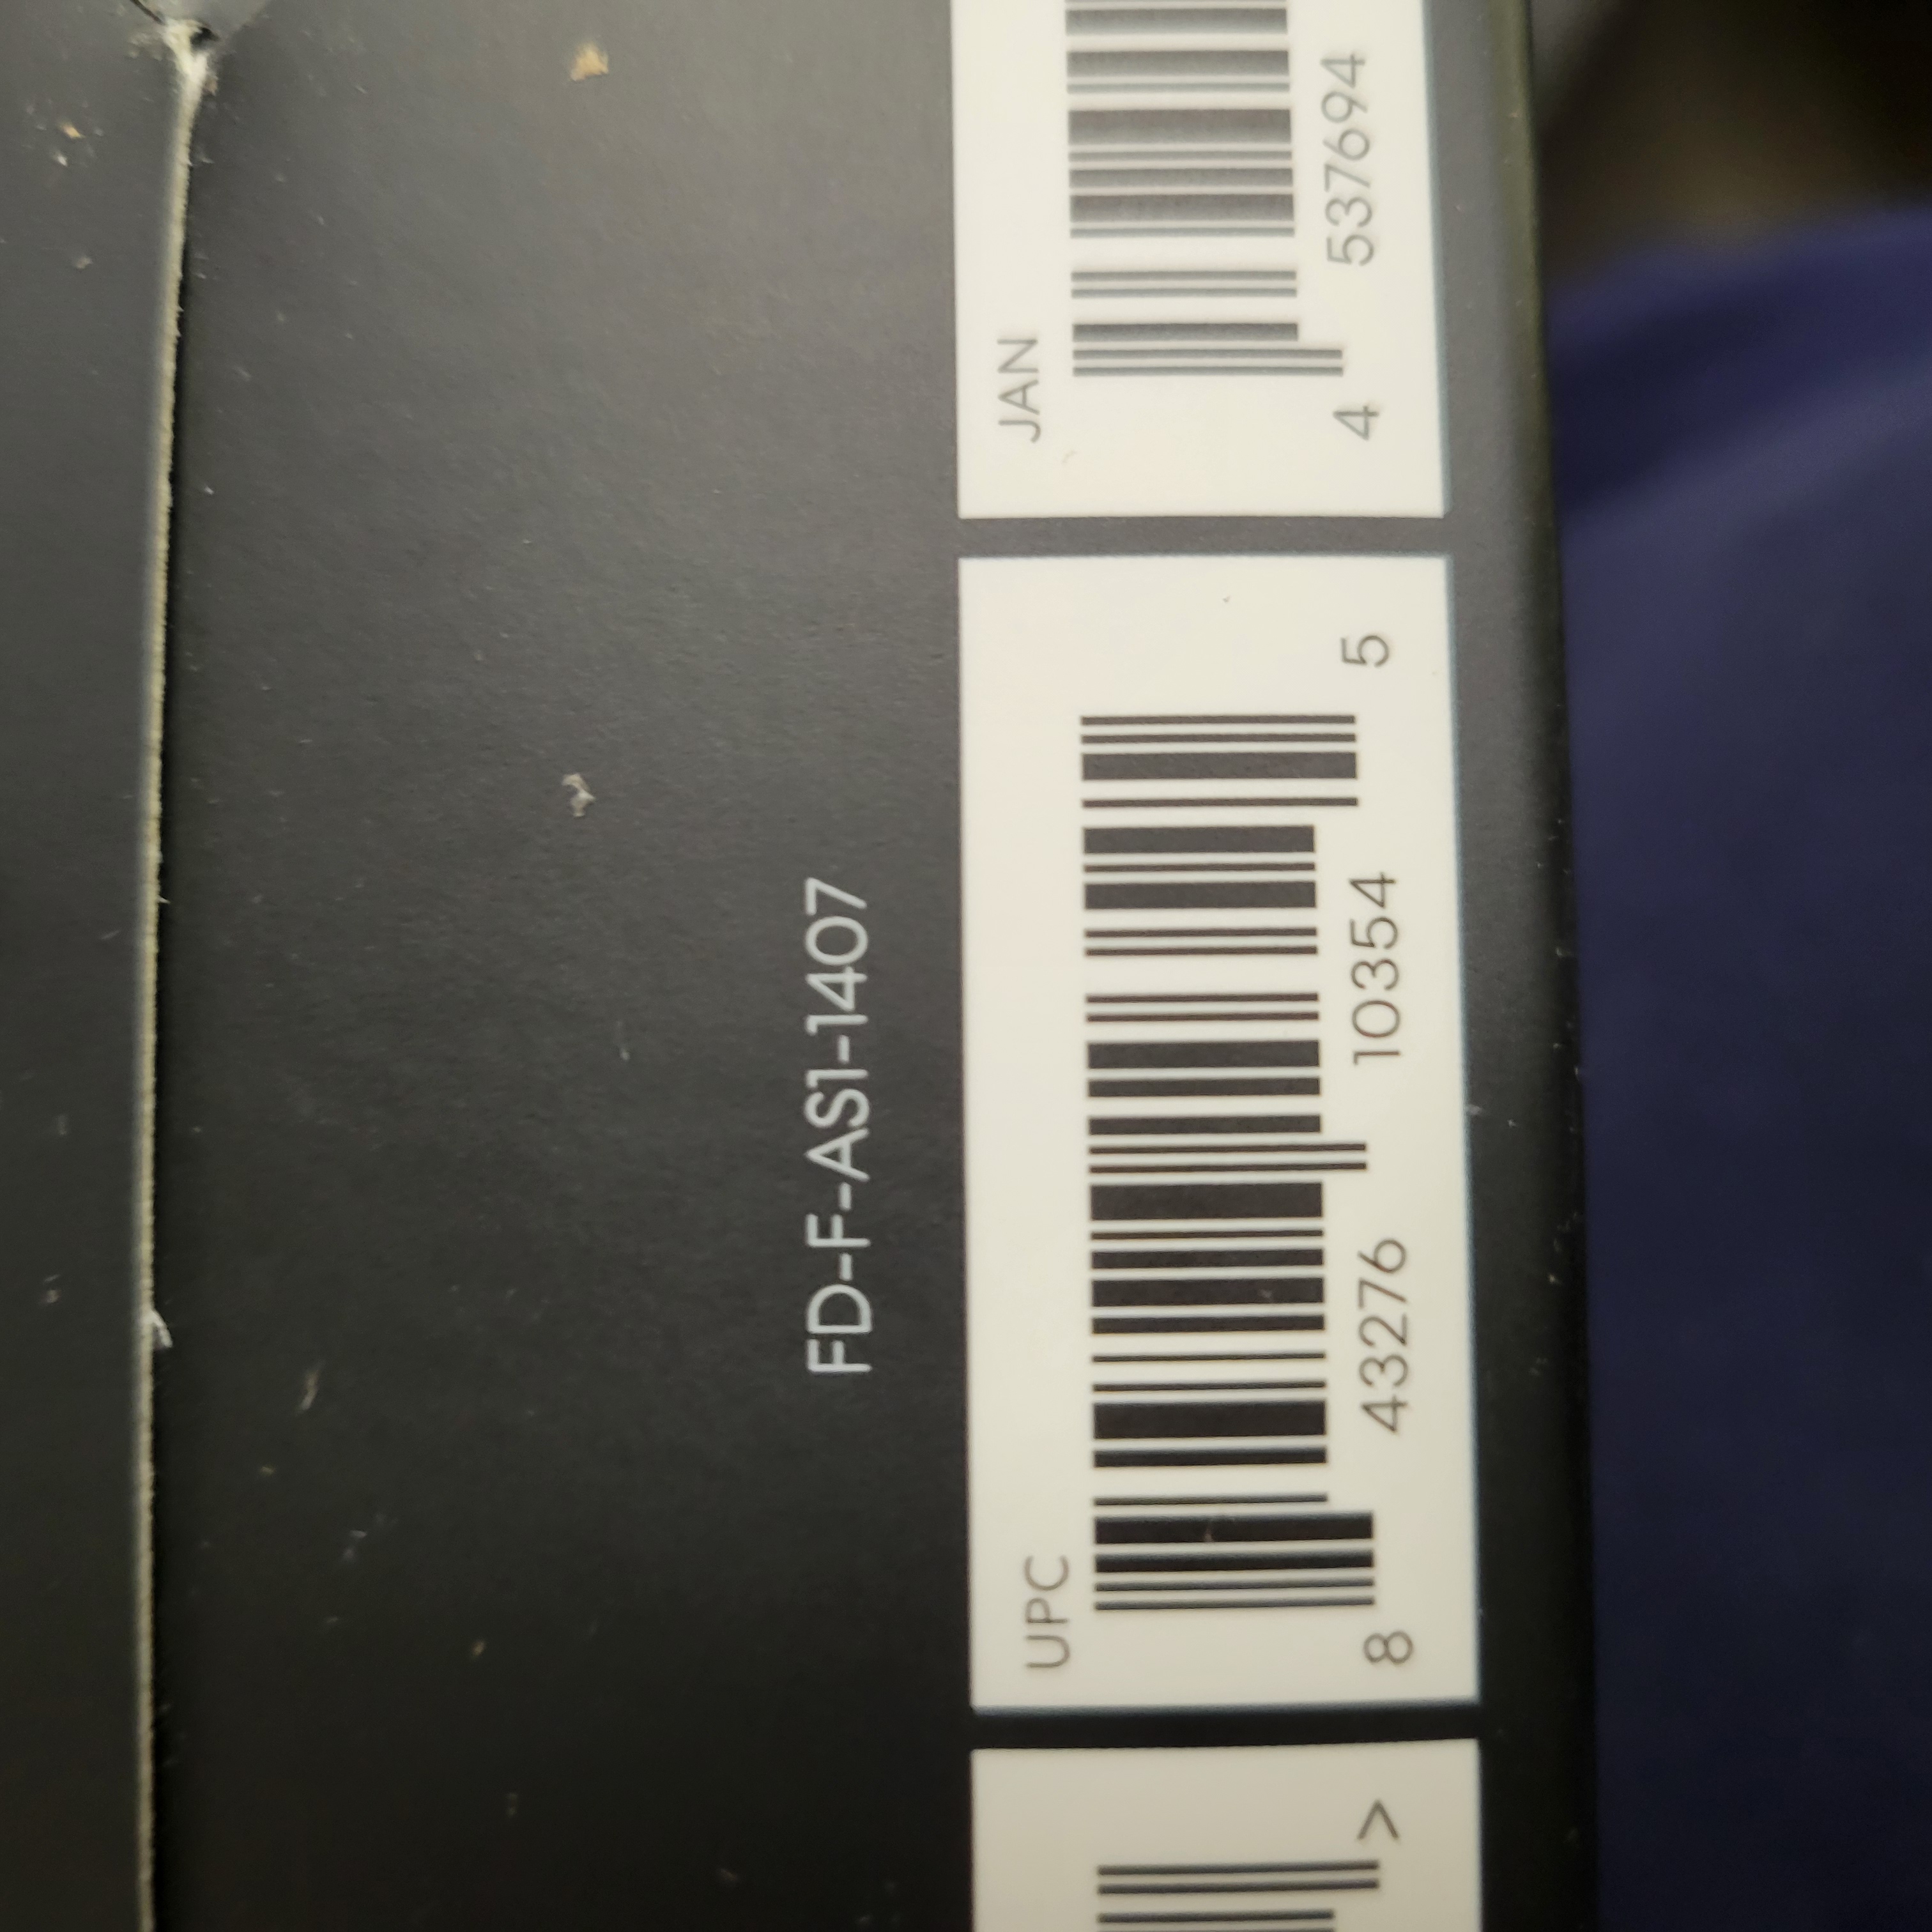 FD-F-AS1-1407
UPC
8 43276 10354 5
JAN
4 537694
>